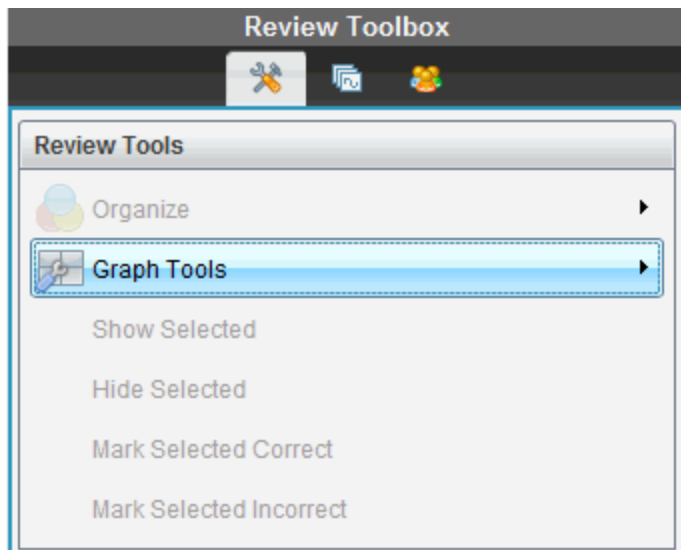 Review Toolbox
Review Tools
Organize
Graph Tools
Show Selected
Hide Selected
Mark Selected Correct
Mark Selected Incorrect